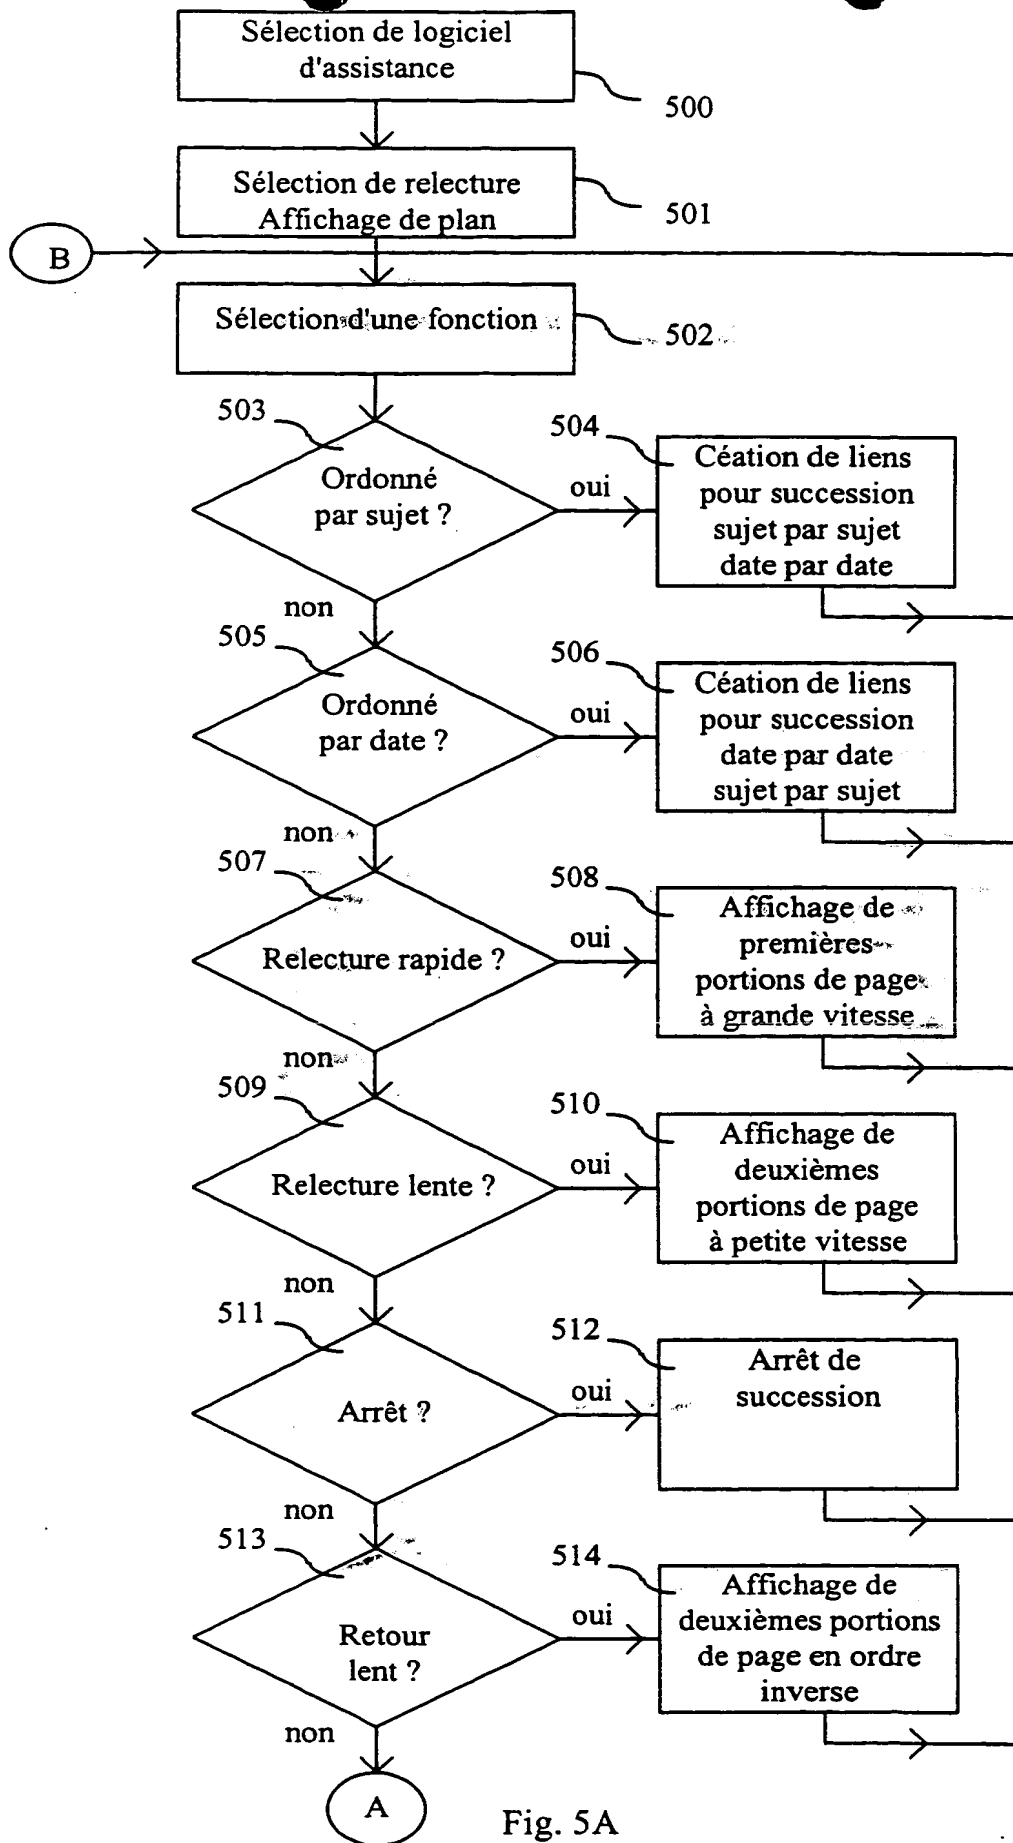 Sélection de logiciel
d'assistance
500
Sélection de relecture
Affichage de plan
501
B
Sélection d'une fonction
502
503
Ordonné
par sujet ?
oui
504
Céation de liens
pour succession
sujet par sujet
date par date
non
505
Ordonné
par date ?
oui
506
Céation de liens
pour succession
date par date
sujet par sujet
non
507
Relecture rapide ?
oui
508
Affichage de
premières
portions de page
à grande vitesse
non
509
Relecture lente ?
oui
510
Affichage de
deuxièmes
portions de page
à petite vitesse
non
511
Arrêt ?
oui
512
Arrêt de
succession
non
513
Retour
lent ?
oui
514
Affichage de
deuxièmes portions
de page en ordre
inverse
non
A
Fig. 5A